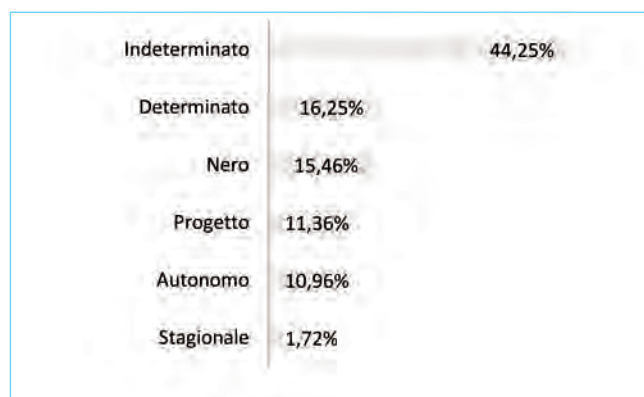 Indeterminato 44,25%
Determinato 16,25%
Nero 15,46%
Progetto 11,36%
Autonomo 10,96%
Stagionale 1,72%